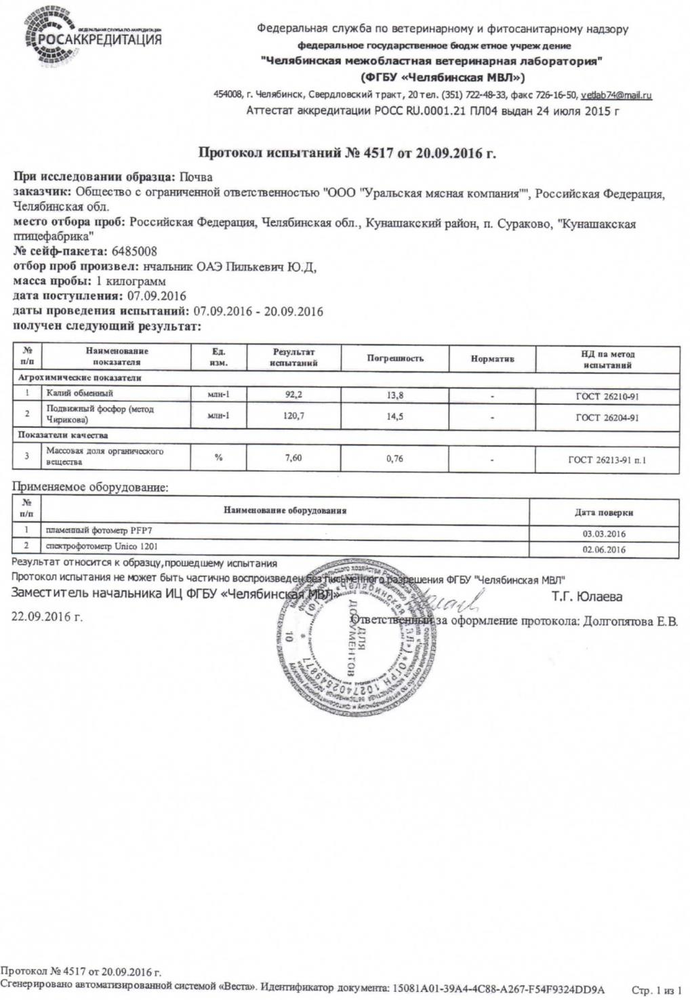 ФЕДЕРАЛЬНАЯ СЛУЖБА ПО АККРЕДИТАЦИИ
РОСАККРЕДИТАЦИЯ
Федеральная служба по ветеринарному и фитосанитарному надзору
федеральное государственное бюдж етное учреж дение
"Челябинская межобластная ветеринарная лаборатория"
(ФГБУ «Челябинская МВЛ»)
454008, г. Челябинск, Свердловский тракт, 20 тел. (351) 722-48-33, факс 726-16-50, vetlab74@mail.ru
Аттестат аккредитации РОСС RU.0001.21 ПЛ04 выдан 24 июля 2015 г
Протокол испытаний № 4517 от 20.09.2016 г.
При исследовании образца: Почва
заказчик: Общество с ограниченной ответственностью "ООО "Уральская мясная компания"", Российская Федерация,
Челябинская обл.
место отбора проб: Российская Федерация, Челябинская обл., Кунашакский район, п. Сураково, "Кунашакская
птицефабрика"
№ сейф-пакета: 6485008
отбор проб произвел: нчальник ОАЭ Пилькевич Ю.Д,
масса пробы: 1 килограмм
дата поступления: 07.09.2016
даты проведения испытаний: 07.09.2016 - 20.09.2016
получен следующий результат:
№ п/п Наименование показателя Ед. изм. Результат испытаний Погрешность Норматив НД на метод испытаний
Агрохимические показатели
1 Калий обменный млн-1 92,2 13,8 - ГОСТ 26210-91
2 Подвижный фосфор (метод Чирикова) млн-1 120,7 14,5 - ГОСТ 26204-91
Показатели качества
3 Массовая доля органического вещества % 7,60 0,76 - ГОСТ 26213-91 п.1
Применяемое оборудование:
№ п/п Наименование оборудования Дата поверки
1 пламенный фотометр PFP7 03.03.2016
2 спектрофотометр Unico 1201 02.06.2016
Результат относится к образцу,прошедшему испытания
Протокол испытания не может быть частично воспроизведен без письменного разрешения ФГБУ "Челябинская МВЛ"
Заместитель начальника ИЦ ФГБУ «Челябинская МВЛ» Т.Г. Юлаева
22.09.2016 г.
Ответственный за оформление протокола: Долгопятова Е.В.
ДЛЯ
ДОКУМЕНТОВ
(ФГБУ «Челябинская МВЛ») * ОГРН 1027402549877 *
10
Протокол № 4517 от 20.09.2016 г.
Сгенерировано автоматизированной системой «Веста». Идентификатор документа: 15081A01-39A4-4C88-A267-F54F9324DD9A Стр. 1 из 1